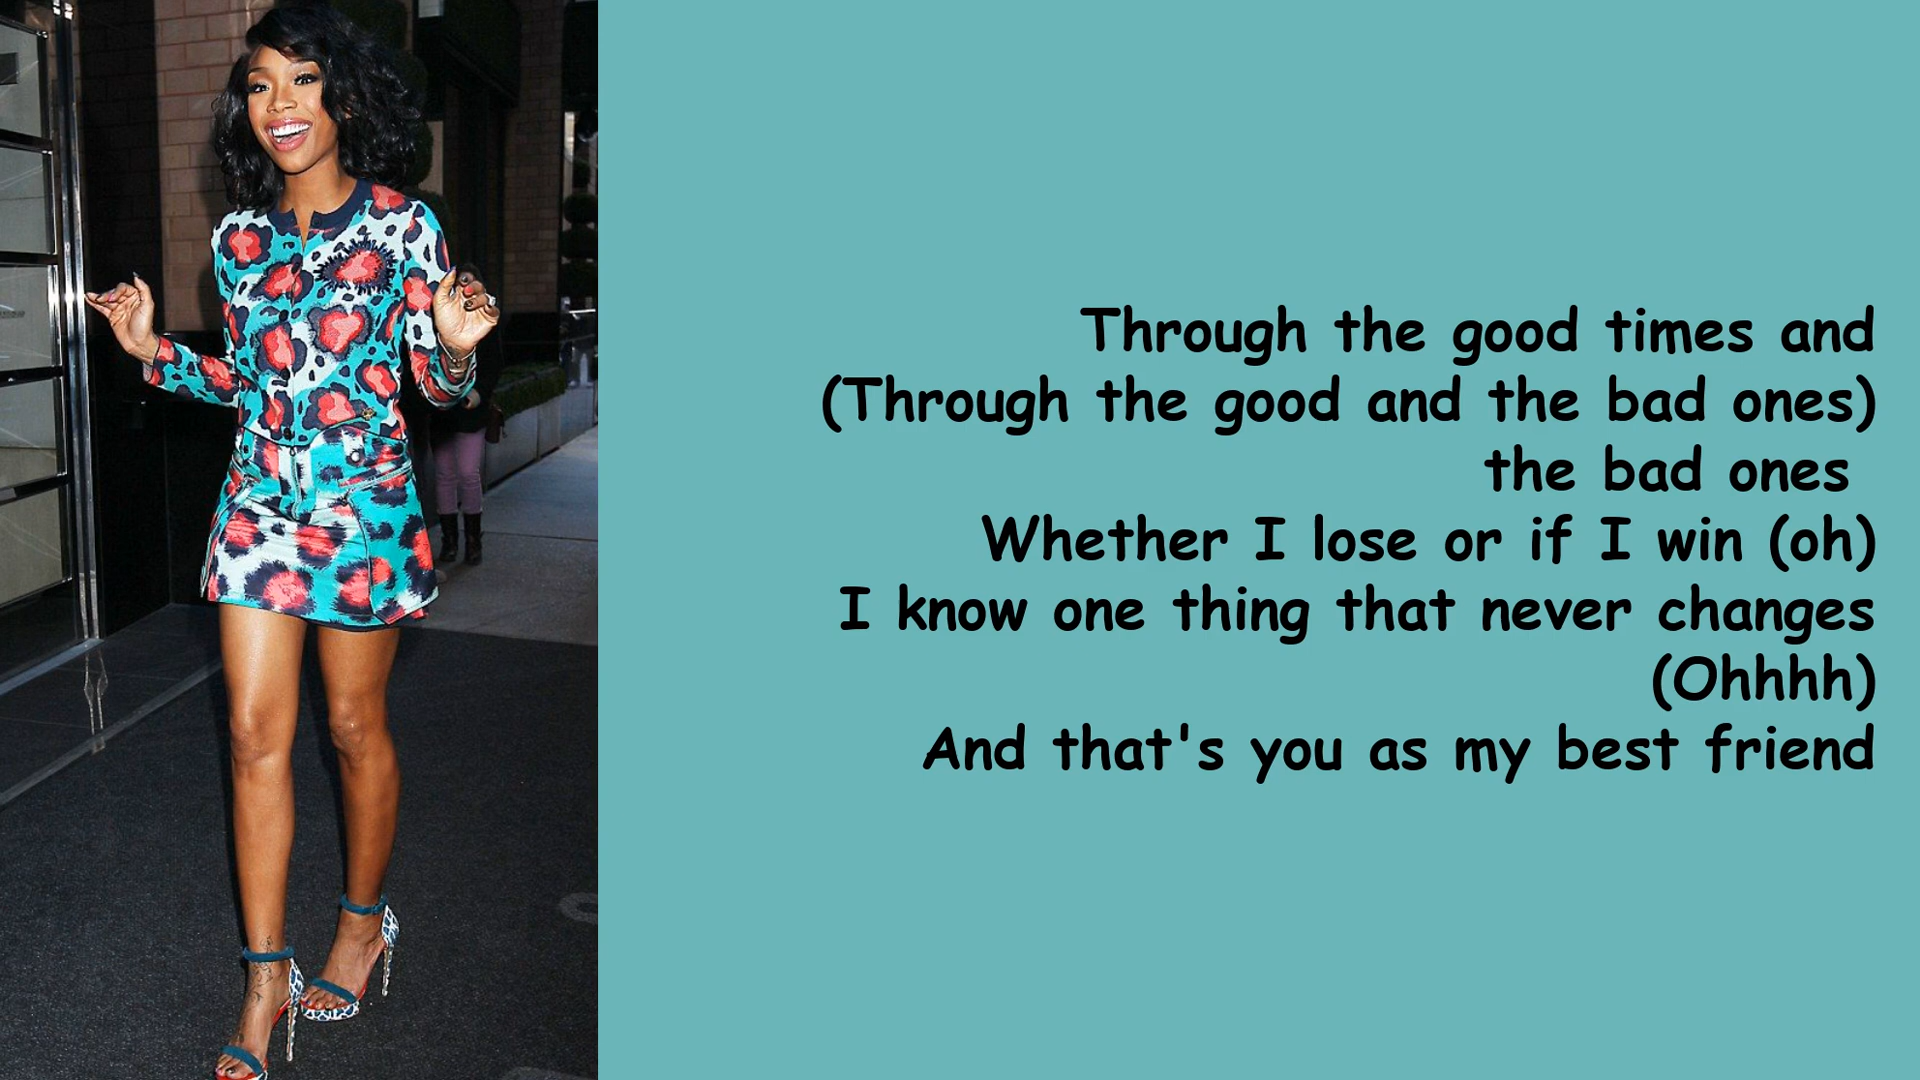 Through the good times and
(Through the good and the bad ones)
the bad ones
Whether I lose or if I win (oh)
I know one thing that never changes
(Ohhhh)
And that's you as my best friend